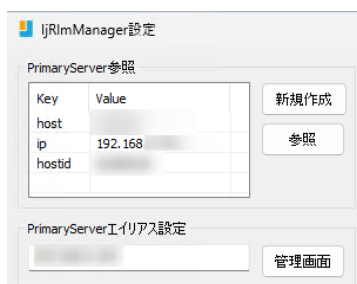 IjRlmManager設定
PrimaryServer参照
Key Value
新規作成
host
ip 192.168
参照
hostid
PrimaryServerエイリアス設定
管理画面